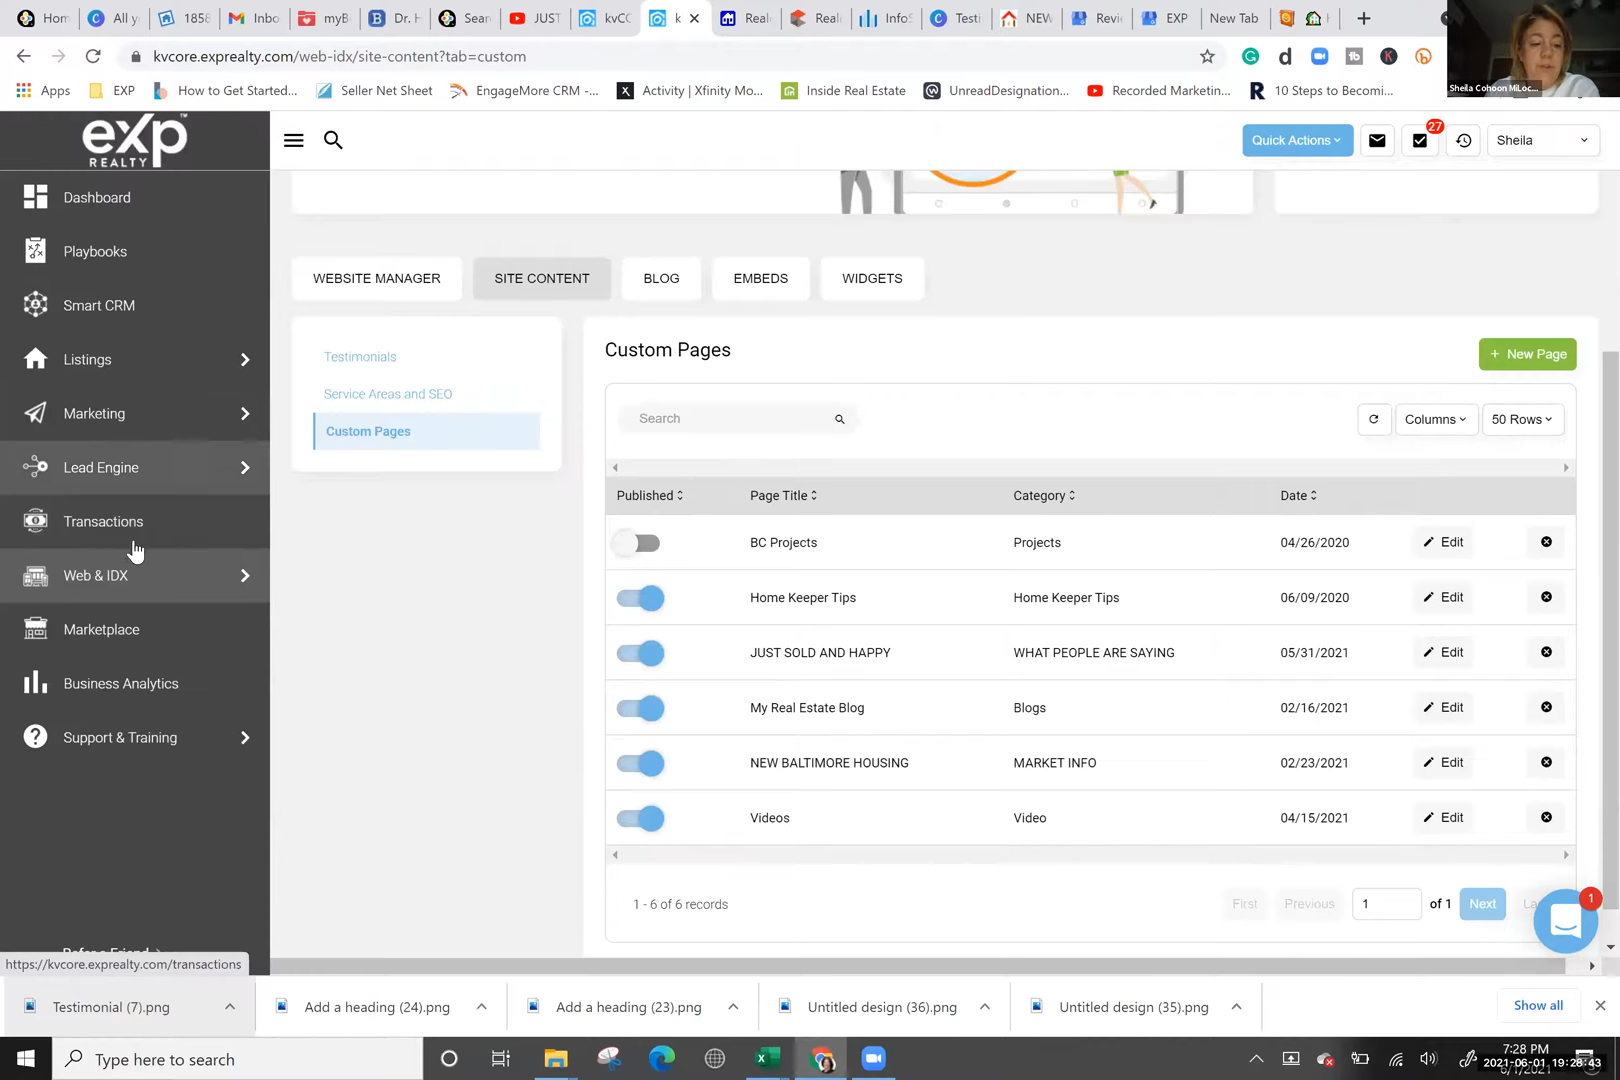 Hom
All y
1858
Inbo
myB
Dr. H
Sear
JUST
kvCC
k
Reale
Reali
InfoS
Testi
NEW
Revie
EXP
New Tab
H
kvcore.exprealty.com/web-idx/site-content?tab=custom
Sheila Cohoon MiLoc...
Apps
EXP
How to Get Started...
Seller Net Sheet
EngageMore CRM -...
Activity | Xfinity Mo...
Inside Real Estate
UnreadDesignation...
Recorded Marketin...
10 Steps to Becomi...
exp
REALTY
Quick Actions
27
Sheila
Dashboard
Playbooks
Smart CRM
Listings
Marketing
Lead Engine
Transactions
Web & IDX
Marketplace
Business Analytics
Support & Training
Refer a Friend
https://kvcore.exprealty.com/transactions
WEBSITE MANAGER
SITE CONTENT
BLOG
EMBEDS
WIDGETS
Testimonials
Service Areas and SEO
Custom Pages
Custom Pages
+ New Page
Search
Columns
50 Rows
Published
Page Title
Category
Date
BC Projects
Projects
04/26/2020
Edit
Home Keeper Tips
Home Keeper Tips
06/09/2020
Edit
JUST SOLD AND HAPPY
WHAT PEOPLE ARE SAYING
05/31/2021
Edit
My Real Estate Blog
Blogs
02/16/2021
Edit
NEW BALTIMORE HOUSING
MARKET INFO
02/23/2021
Edit
Videos
Video
04/15/2021
Edit
1 - 6 of 6 records
First
Previous
1
of 1
Next
La
1
Testimonial (7).png
Add a heading (24).png
Add a heading (23).png
Untitled design (36).png
Untitled design (35).png
Show all
Type here to search
7:28 PM
2021-06-01 19:28:43